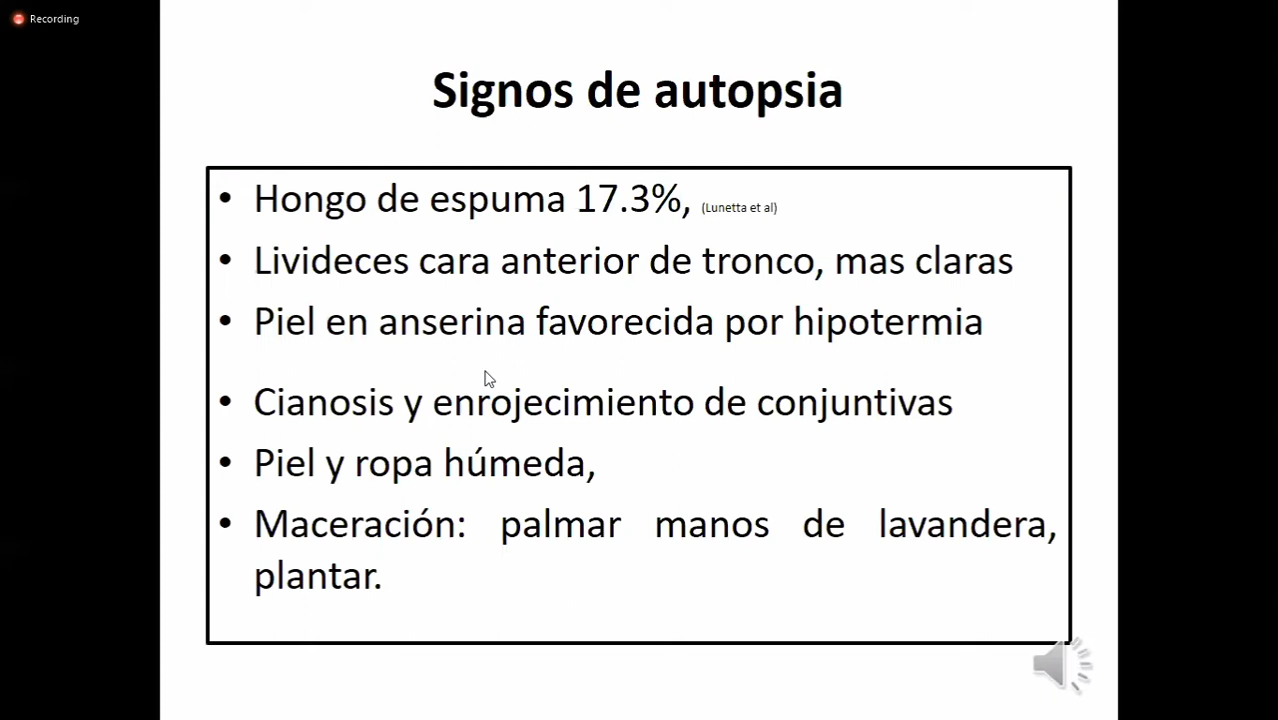 Recording
Signos de autopsia
• Hongo de espuma 17.3%, (Lunetta et al)
• Livideces cara anterior de tronco, mas claras
• Piel en anserina favorecida por hipotermia
• Cianosis y enrojecimiento de conjuntivas
• Piel y ropa húmeda,
• Maceración: palmar manos de lavandera,
plantar.